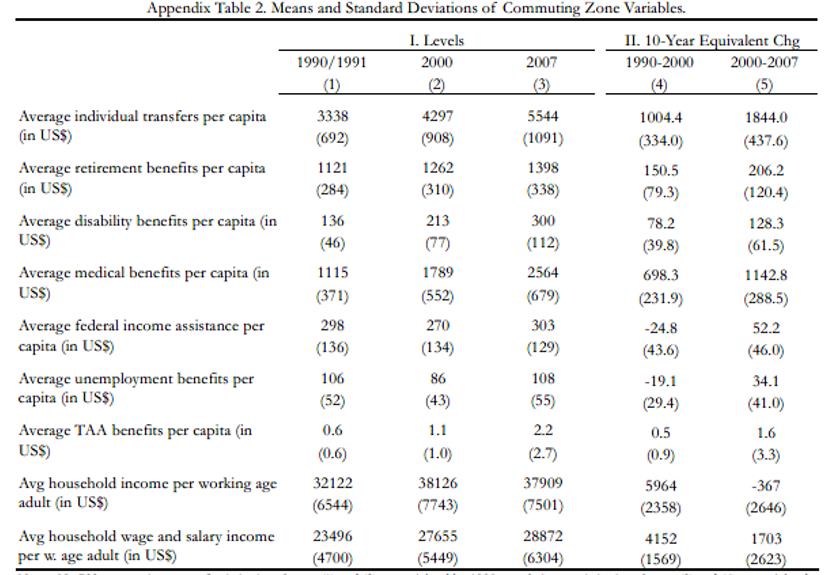 Appendix Table 2. Means and Standard Deviations of Commuting Zone Variables.
I. Levels II. 10-Year Equivalent Chg
1990/1991 2000 2007 1990-2000 2000-2007
(1) (2) (3) (4) (5)
Average individual transfers per capita 3338 4297 5544 1004.4 1844.0
(in US$) (692) (908) (1091) (334.0) (437.6)
Average retirement benefits per capita 1121 1262 1398 150.5 206.2
(in US$) (284) (310) (338) (79.3) (120.4)
Average disability benefits per capita (in 136 213 300 78.2 128.3
US$) (46) (77) (112) (39.8) (61.5)
Average medical benefits per capita (in 1115 1789 2564 698.3 1142.8
US$) (371) (552) (679) (231.9) (288.5)
Average federal income assistance per 298 270 303 -24.8 52.2
capita (in US$) (136) (134) (129) (43.6) (46.0)
Average unemployment benefits per 106 86 108 -19.1 34.1
capita (in US$) (52) (43) (55) (29.4) (41.0)
Average TAA benefits per capita (in 0.6 1.1 2.2 0.5 1.6
US$) (0.6) (1.0) (2.7) (0.9) (3.3)
Avg household income per working age 32122 38126 37909 5964 -367
adult (in US$) (6544) (7743) (7501) (2358) (2646)
Avg household wage and salary income 23496 27655 28872 4152 1703
per w. age adult (in US$) (4700) (5449) (6304) (1569) (2623)